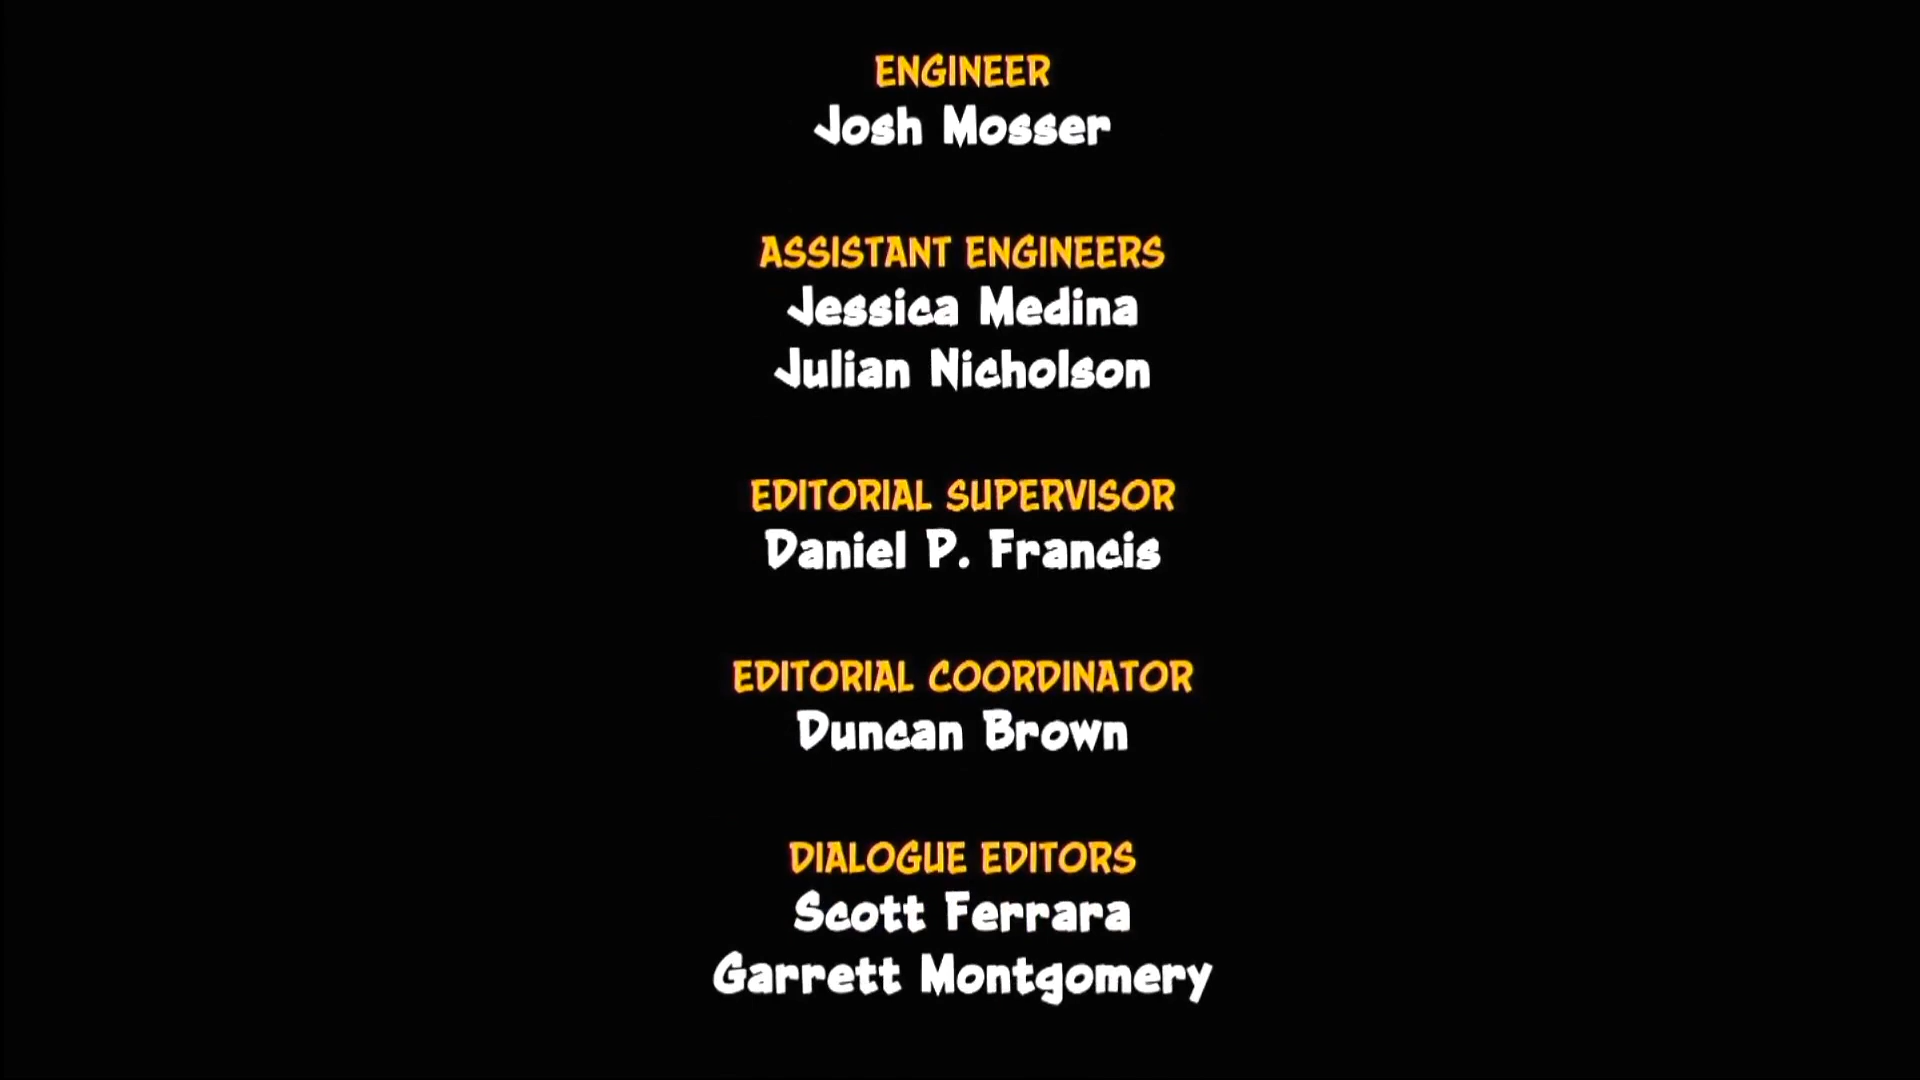 ENGINEER
Josh Mosser
ASSISTANT ENGINEERS
Jessica Medina
Julian Nicholson
EDITORIAL SUPERVISOR
Daniel P. Francis
EDITORIAL COORDINATOR
Duncan Brown
DIALOGUE EDITORS
Scott Ferrara
Garrett Montgomery